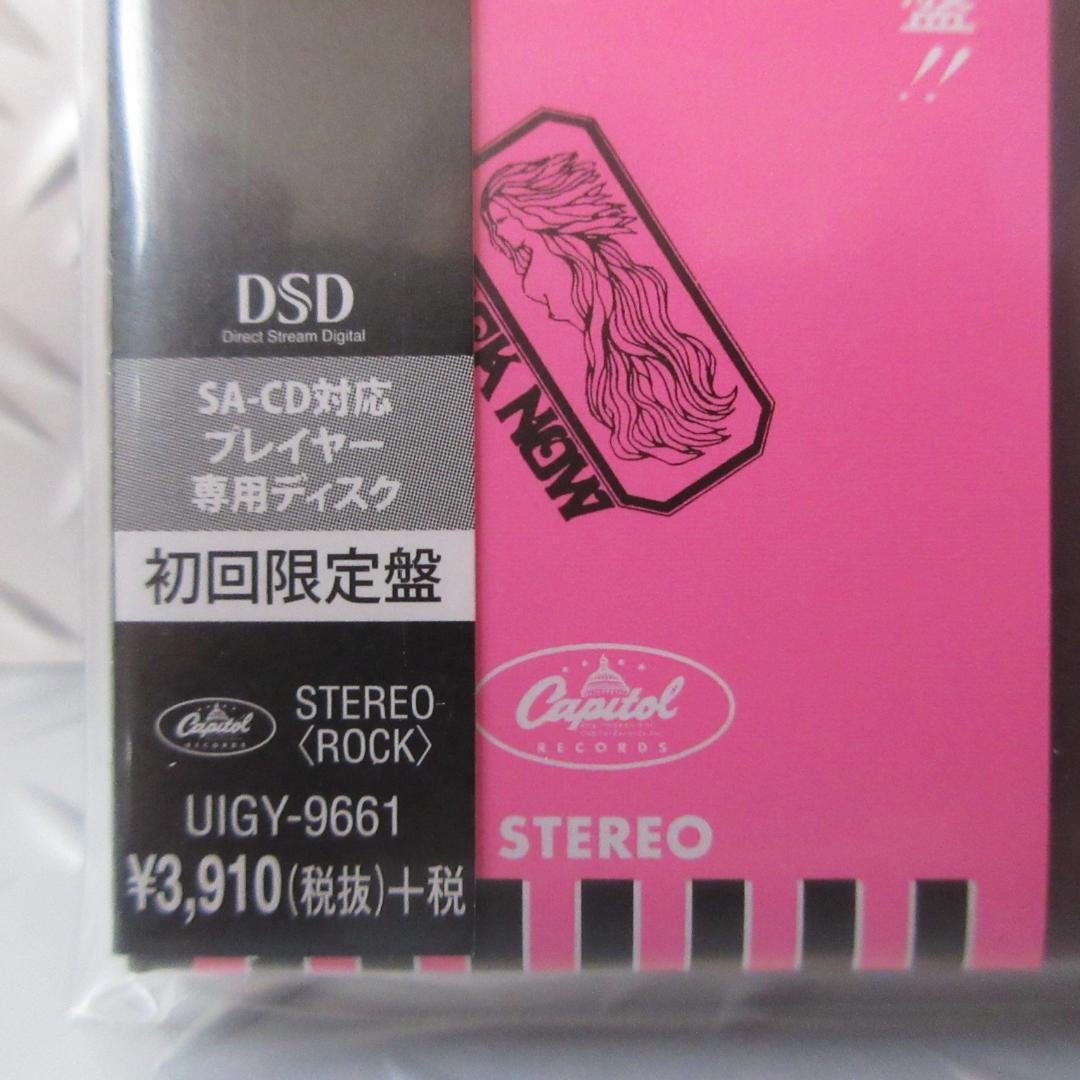 盤!!
DSD
Direct Stream Digital
SA-CD対応
プレイヤー
専用ディスク
初回限定盤
Capitol
RECORDS
STEREO
〈ROCK〉
UIGY-9661
¥3,910(税抜)+税
Capitol
RECORDS
STEREO